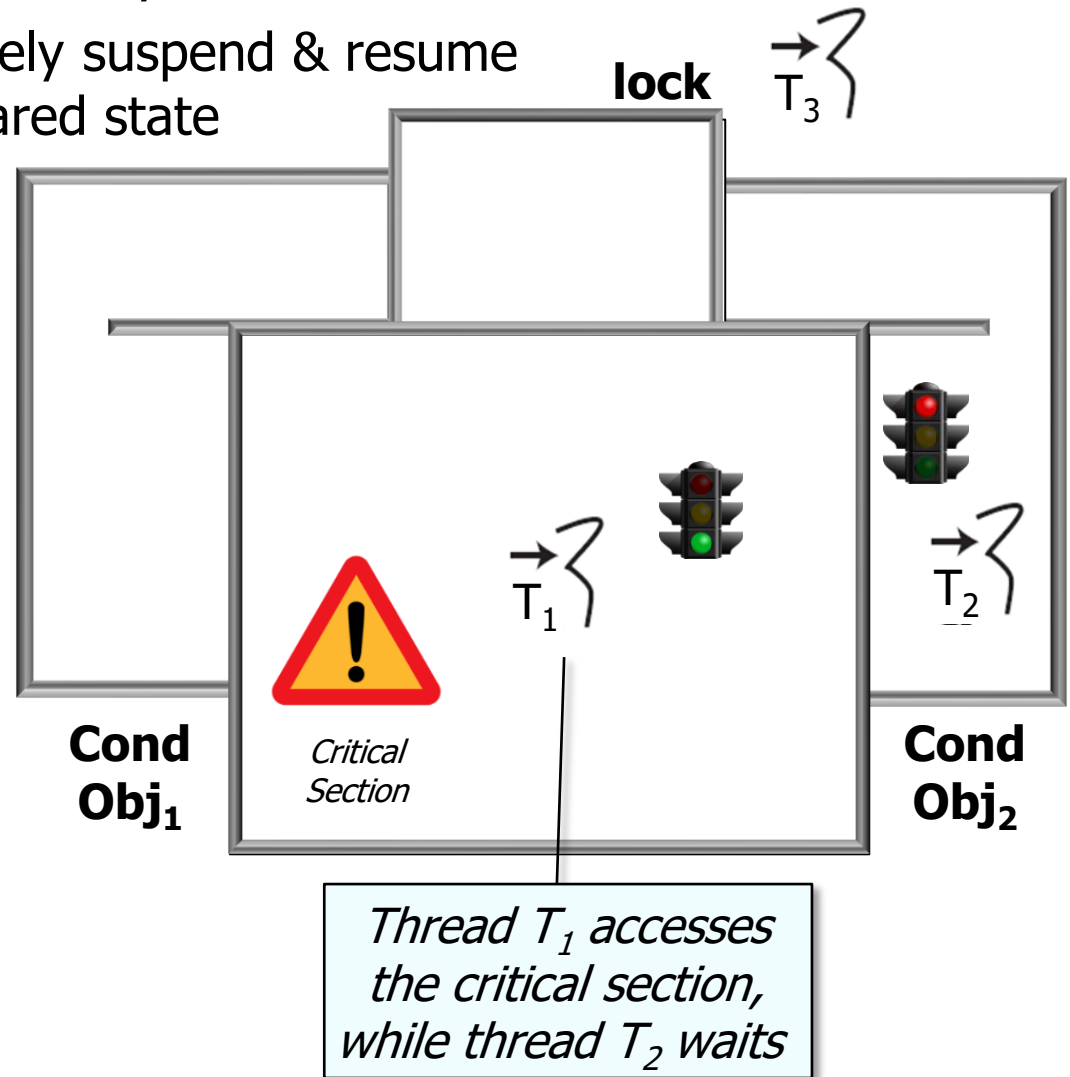 ely suspend & resume
ared state
lock
T₃
T₁
T₂
Critical
Section
Cond
Obj₁
Cond
Obj₂
Thread T₁ accesses
the critical section,
while thread T₂ waits